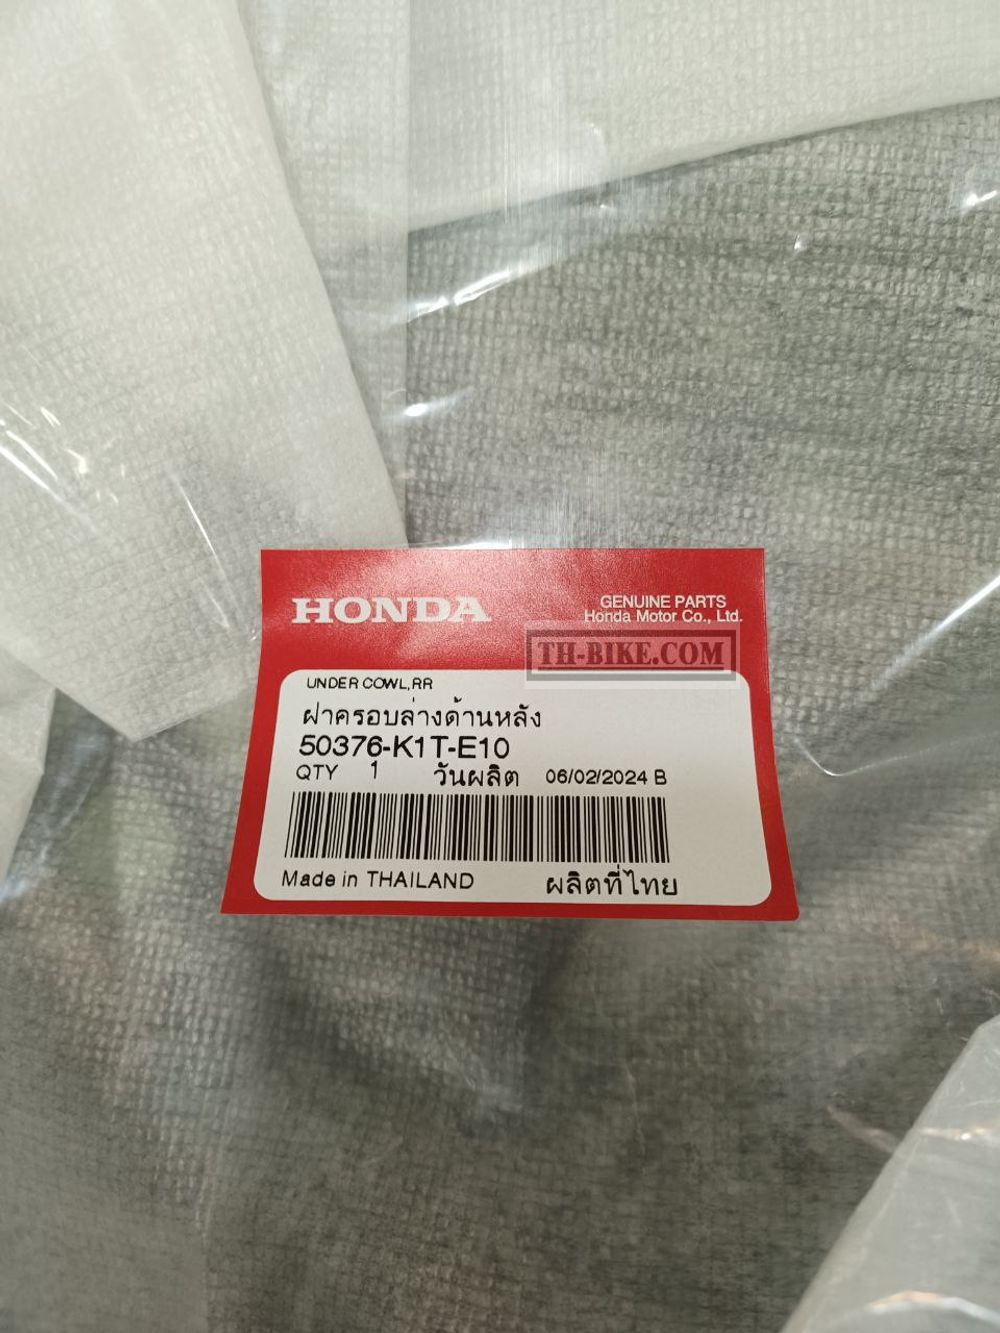 HONDA
GENUINE PARTS
Honda Motor Co., Ltd.
TH-BIKE.COM
UNDER COWL,RR
ฝาครอบล่างด้านหลัง
50376-K1T-E10
QTY 1 วันผลิต 06/02/2024 B
Made in THAILAND ผลิตที่ไทย